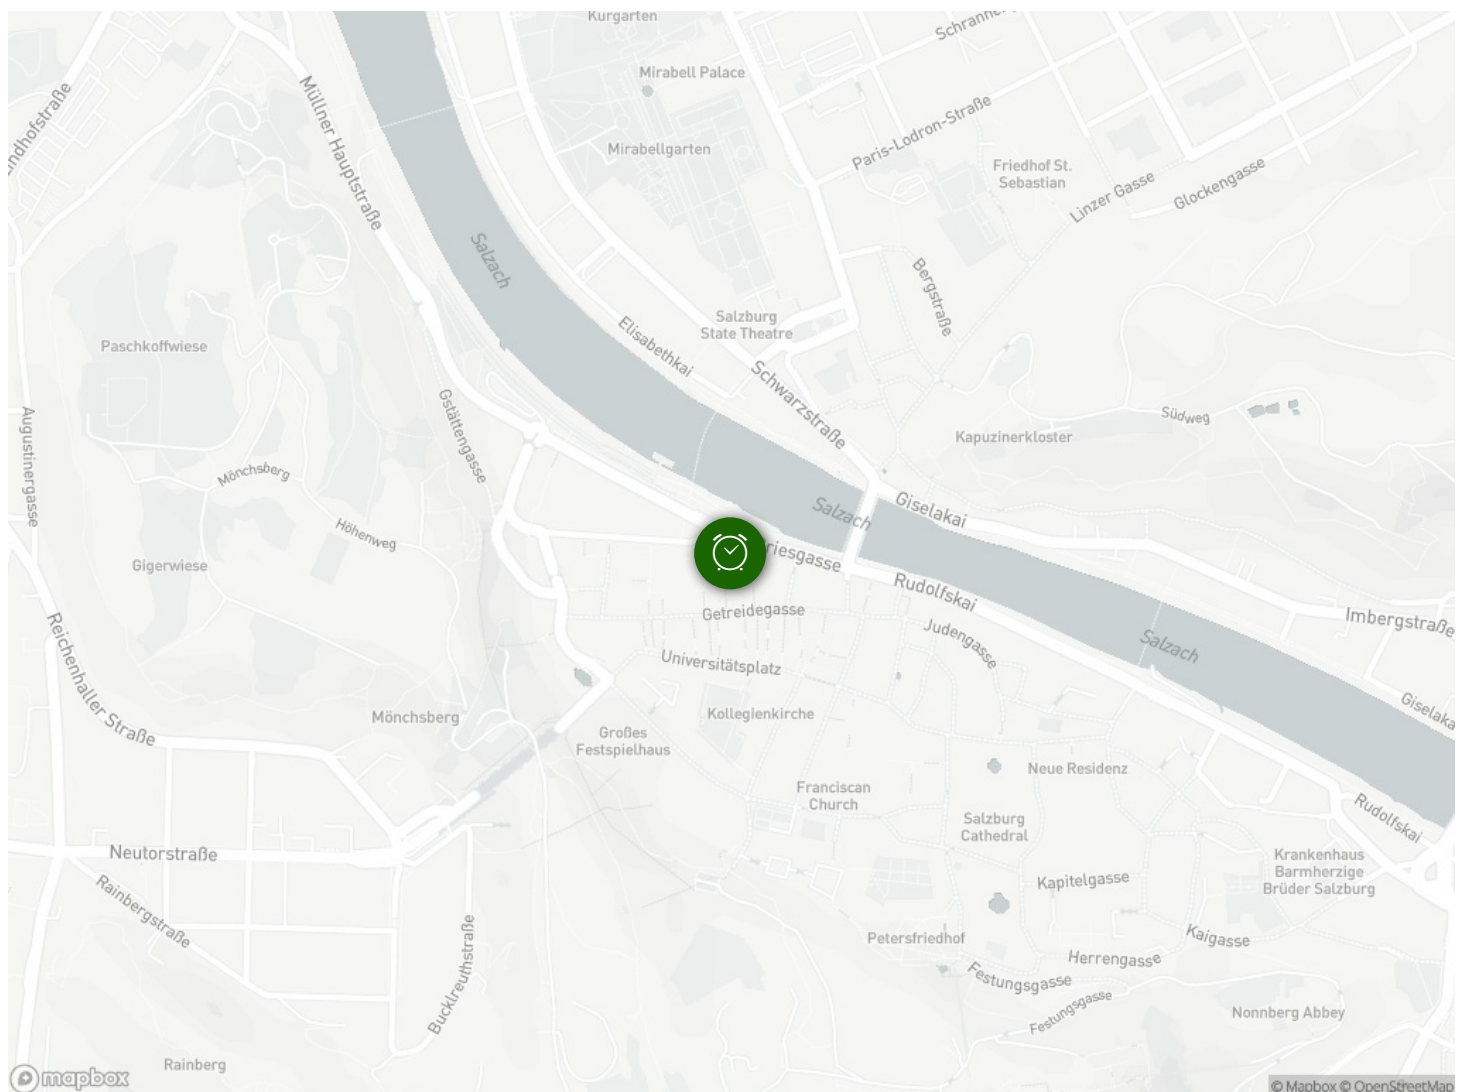 Kurgarten
Schranne
Mirabell Palace
Müllner Hauptstraße
ndhofstraße
Mirabellgarten
Paris-Lodron-Straße
Friedhof St.
Sebastian
Linzer Gasse
Glockengasse
Salzach
Bergstraße
Salzburg
State Theatre
Elisabethkai
Paschkoffwiese
Schwarzstraße
Gstättengasse
Augustinergasse
Südweg
Kapuzinerkloster
Mönchsberg
Höhenweg
Salzach
Giselakai
Gigerwiese
riesgasse
Rudolfskai
Getreidegasse
Imbergstraße
Judengasse
Salzach
Reichenhaller Straße
Universitätsplatz
Mönchsberg
Kollegienkirche
Giselaka
Großes
Festspielhaus
Neue Residenz
Franciscan
Church
Salzburg
Cathedral
Rudolfskai
Neutorstraße
Krankenhaus
Barmherzige
Brüder Salzburg
Kapitelgasse
Rainbergstraße
Petersfriedhof
Kaigasse
Herrengasse
Bucklreuthstraße
Festungsgasse
Festungsgasse
Nonnberg Abbey
Rainberg
mapbox
© Mapbox © OpenStreetMap